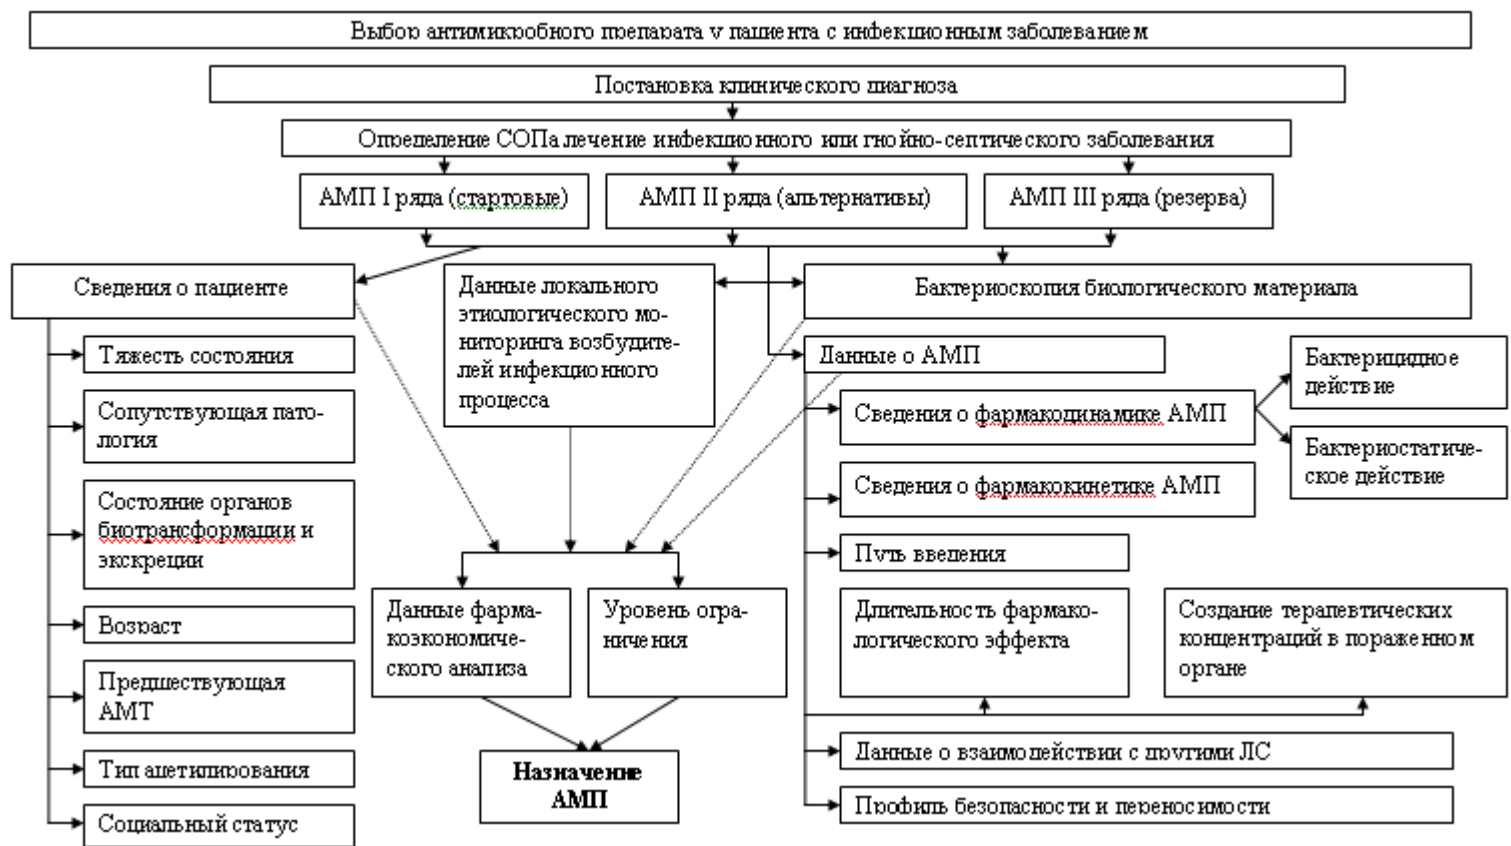 Выбор антимикробного препарата у пациента с инфекционным заболеванием
Постановка клинического диагноза
Определение СОПа лечение инфекционного или гнойно-септического заболевания
АМП I ряда (стартовые)
АМП II ряда (альтернативы)
АМП III ряда (резерва)
Сведения о пациенте
Данные локального
этиологического мо-
ниторинга возбудите-
лей инфекционного
процесса
Бактериоскопия биологического материала
Тяжесть состояния
Сопутствующая пато-
логия
Состояние органов
биотрансформации и
экскреции
Возраст
Предшествующая
АМТ
Тип ацетилирования
Социальный статус
Данные о АМП
Сведения о фармакодинамике АМП
Бактерицидное
действие
Бактериостатиче-
ское действие
Сведения о фармакокинетике АМП
Путь введения
Длительность фармако-
логического эффекта
Создание терапевтических
концентраций в пораженном
органе
Данные о взаимодействии с другими ЛС
Профиль безопасности и переносимости
Данные фарма-
коэкономиче-
ского анализа
Уровень огра-
ничения
Назначение
АМП